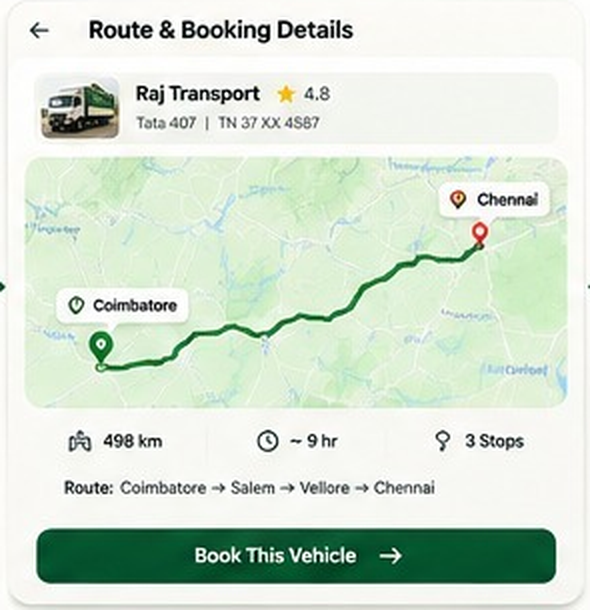 ← Route & Booking Details
Raj Transport ⭐ 4.8
Tata 407 | TN 37 XX 4S87
Chennai
Coimbatore
498 km
~ 9 hr
3 Stops
Route: Coimbatore → Salem → Vellore → Chennai
Book This Vehicle →